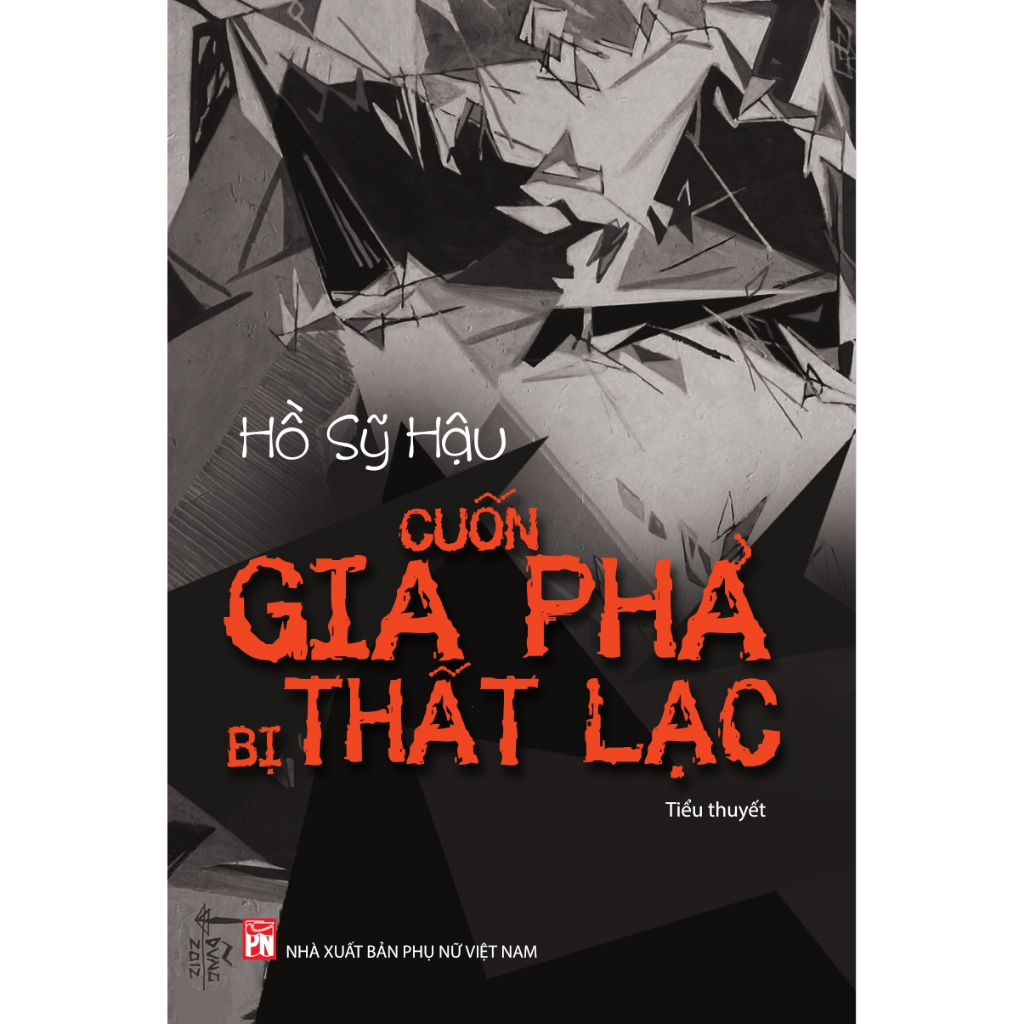 Hồ Sỹ Hậu
CUỐN
GIA PHẢ
BỊ THẤT LẠC
Tiểu thuyết
PN
NHÀ XUẤT BẢN PHỤ NỮ VIỆT NAM
2012